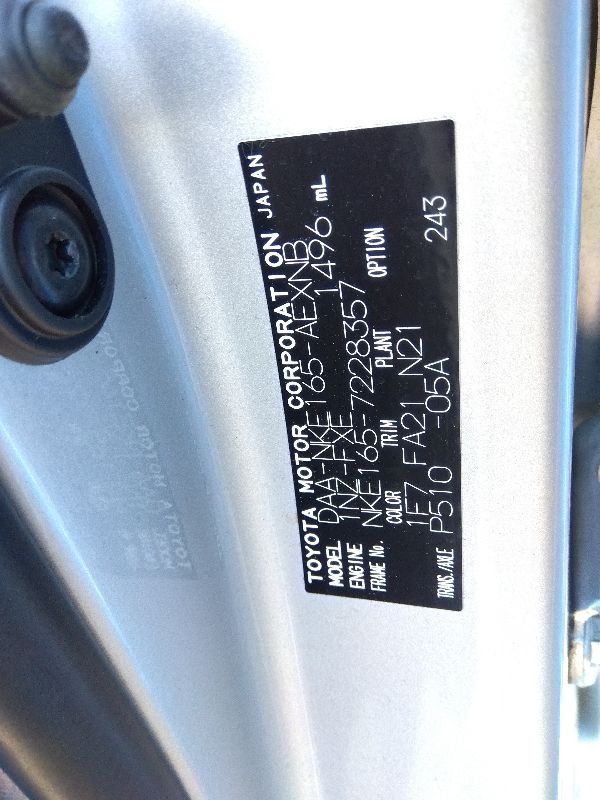 TOYOTA MOTOR CORPORATION JAPAN
MODEL DAA-NKE165-AEXNB
ENGINE 1NZ-FXE 1496 mL
FRAME No. NKE165-7228357
COLOR TRIM PLANT OPTION
1F7 FA21 N21 243
TRANS./AXLE P510 -05A